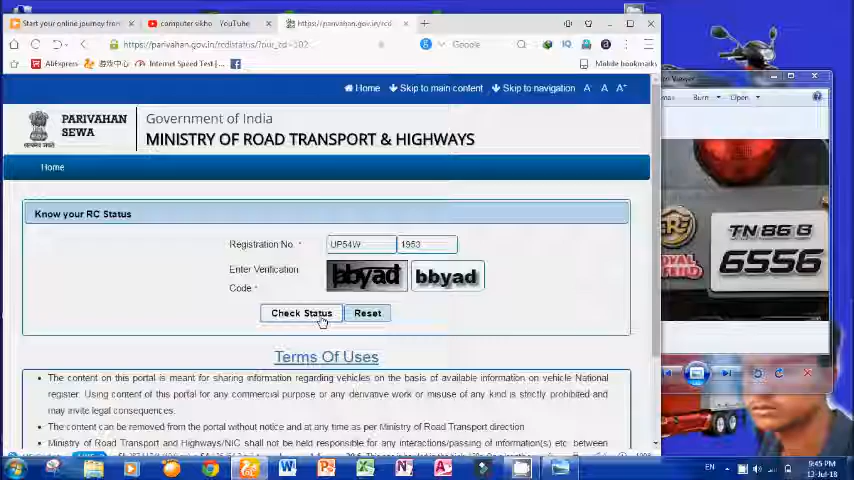 Start your online journey from
computer sikho - YouTube
https://parivahan.gov.in/rcd
https://parivahan.gov.in/rcdstatus/?pur_cd=102
Google
AliExpress
游戏中心
Internet Speed Test |...
Mobile bookmarks
Home
Skip to main content
Skip to navigation
A-
A
A+
PARIVAHAN
SEWA
Government of India
MINISTRY OF ROAD TRANSPORT & HIGHWAYS
Home
Know your RC Status
Registration No. *
UP54W
1953
Enter Verification
Code *
bbyad
bbyad
Check Status
Reset
Terms Of Uses
The content on this portal is meant for sharing information regarding vehicles on the basis of available information on vehicle National
register. Using content of this portal for any commercial purpose or any derivative work or misuse of any kind is strictly prohibited and
may invite legal consequences.
The content can be removed from the portal without notice and at any time as per Ministry of Road Transport direction
Ministry of Road Transport and Highways/NIC shall not be held responsible for any interactions/passing of information(s) etc. between
Burn
Open
TN 86 B
6556
EN
9:45 PM
13-Jul-18